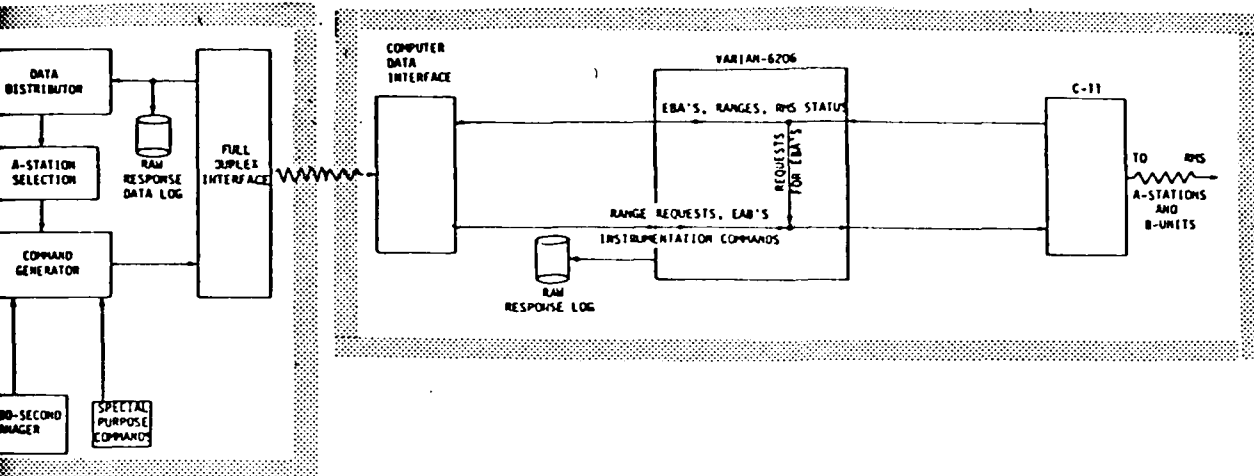 DATA
DISTRIBUTOR
A-STATION
SELECTION
COMMAND
GENERATOR
RAW
RESPONSE
DATA LOG
FULL
DUPLEX
INTERFACE
SPECIAL
PURPOSE
COMMANDS
COMPUTER
DATA
INTERFACE
VARIAN-6206
EBA'S, RANGES, RMS STATUS
REQUESTS
FOR EBA'S
RANGE REQUESTS, EAB'S
INSTRUMENTATION COMMANDS
RAW
RESPONSE LOG
C-11
TO RMS
A-STATIONS
AND
B-UNITS